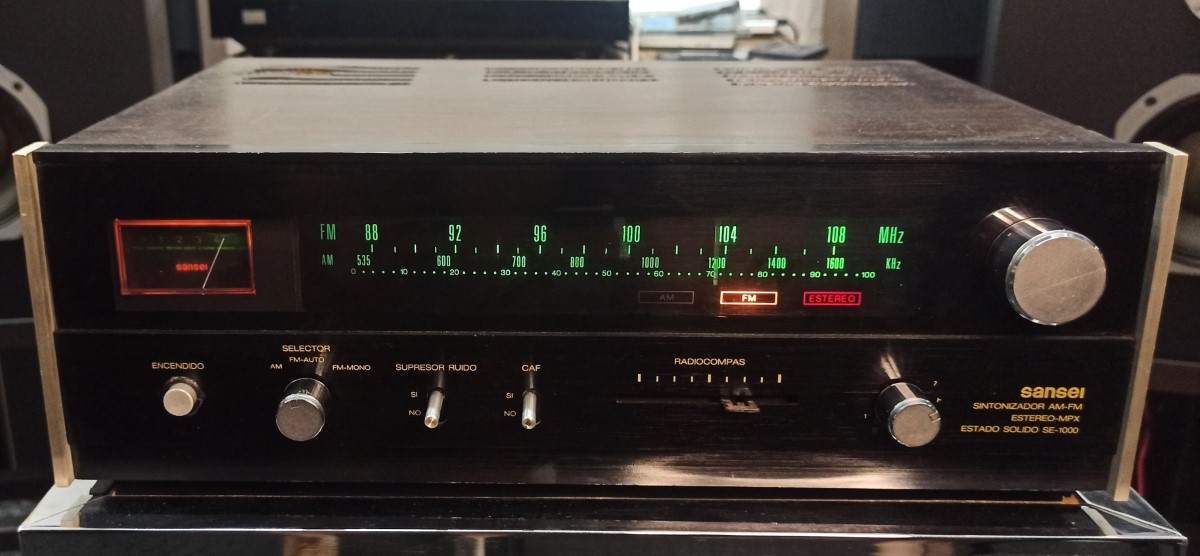 1 2 3
sansei
FM 88 92 96 100 104 108 MHz
AM 535 600 700 800 1000 1200 1400 1600 KHz
0 10 20 30 40 50 60 70 80 90 100
AM FM ESTEREO
ENCENDIDO
SELECTOR
AM FM-AUTO FM-MONO
SUPRESOR RUIDO
SI
NO
CAF
SI
NO
RADIOCOMPAS
1 7
sansei
SINTONIZADOR AM-FM
ESTEREO-MPX
ESTADO SOLIDO SE-1000